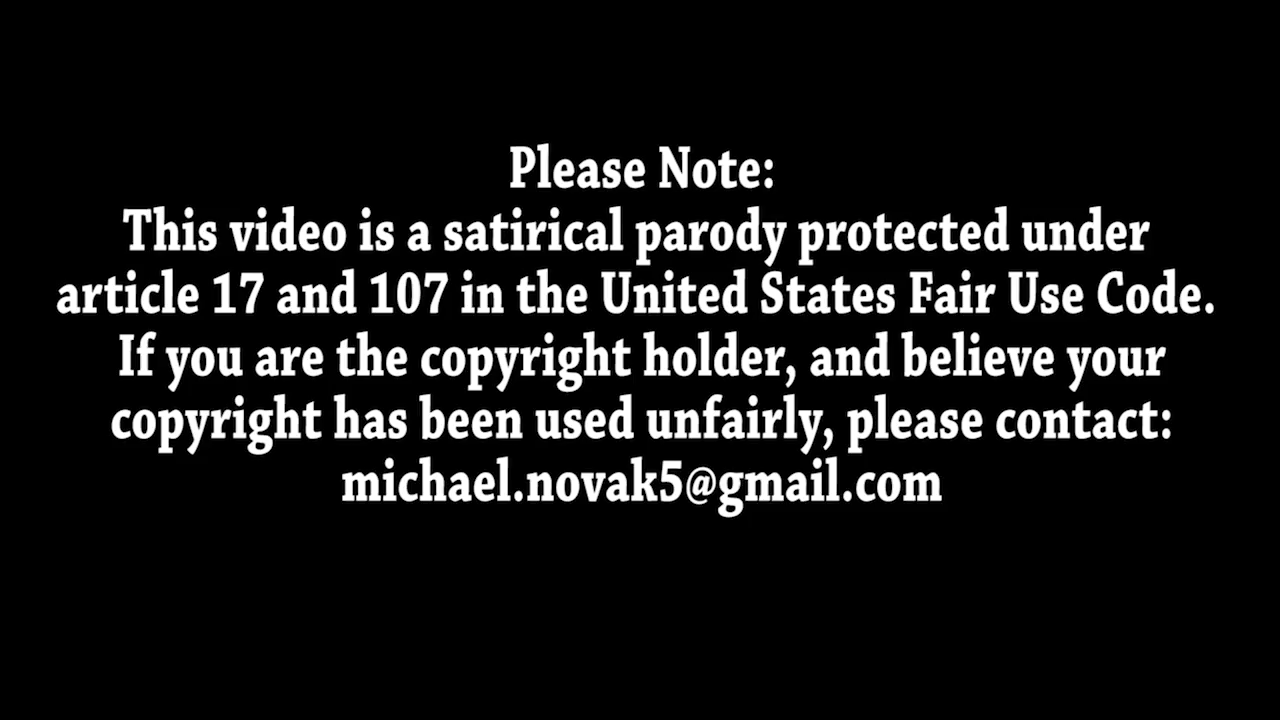 Please Note:
This video is a satirical parody protected under
article 17 and 107 in the United States Fair Use Code.
If you are the copyright holder, and believe your
copyright has been used unfairly, please contact:
michael.novak5@gmail.com